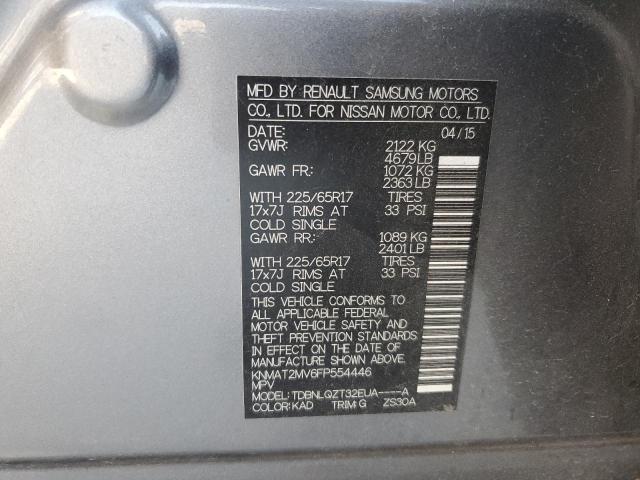 MFD BY RENAULT SAMSUNG MOTORS
CO., LTD. FOR NISSAN MOTOR CO., LTD.
DATE: 04/15
GVWR: 2122 KG
4679LB
GAWR FR: 1072 KG
2363 LB
WITH 225/65R17 TIRES
17x7J RIMS AT 33 PSI
COLD SINGLE
GAWR RR: 1089 KG
2401 LB
WITH 225/65R17 TIRES
17x7J RIMS AT 33 PSI
COLD SINGLE
THIS VEHICLE CONFORMS TO
ALL APPLICABLE FEDERAL
MOTOR VEHICLE SAFETY AND
THEFT PREVENTION STANDARDS
IN EFFECT ON THE DATE OF
MANUFACTURE SHOWN ABOVE.
KNMAT2MV6FP554446
MPV
MODEL: TDBNLQZT32EUA----A
COLOR: KAD TRIM: G ZS30A